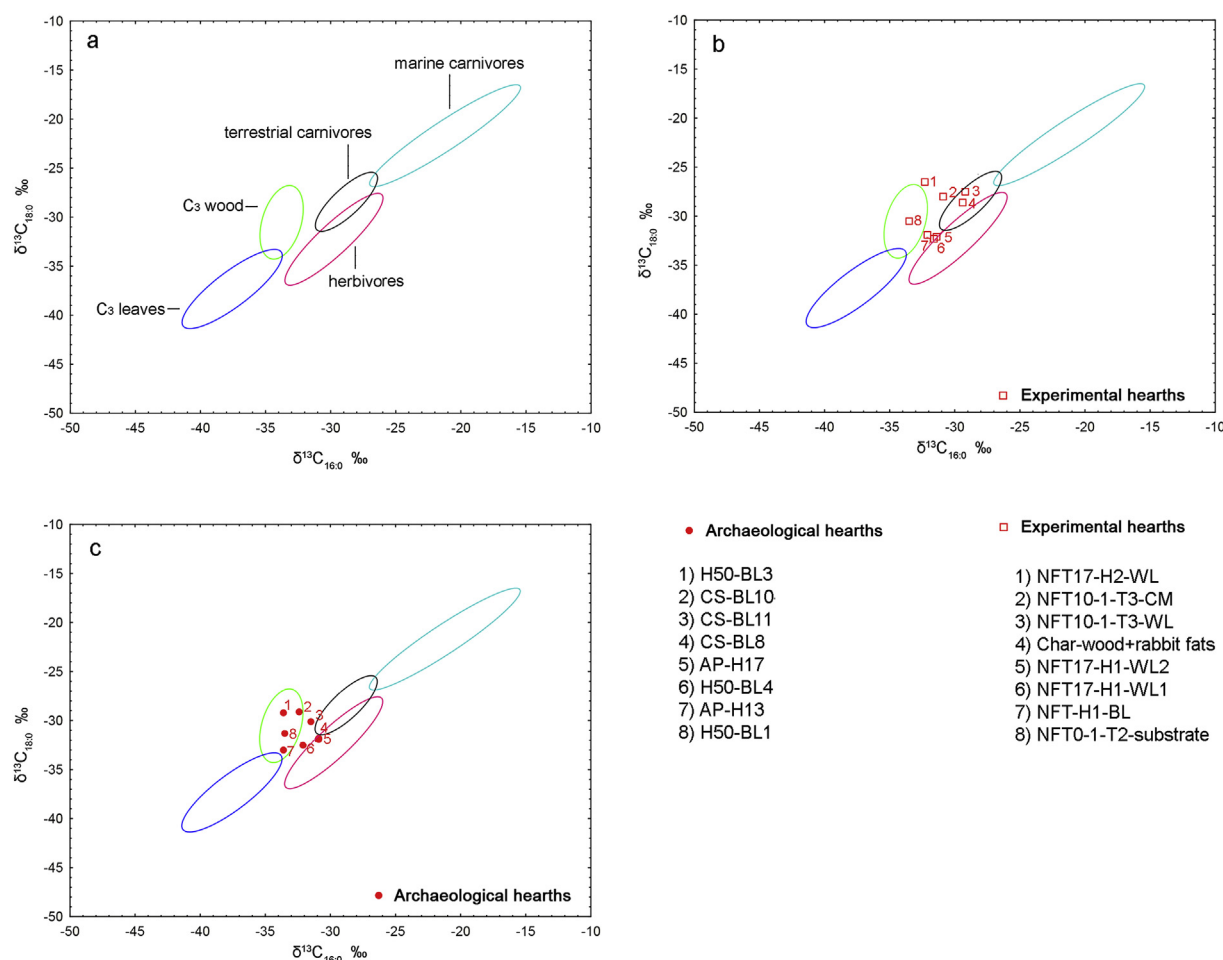 a
-10
-15
-20
-25
-30
-35
-40
-45
-50
δ¹³C₁₈:₀ ‰
marine carnivores
terrestrial carnivores
C₃ wood
herbivores
C₃ leaves
-50 -45 -40 -35 -30 -25 -20 -15 -10
δ¹³C₁₆:₀ ‰
b
-10
-15
-20
-25
-30
-35
-40
-45
-50
δ¹³C₁₈:₀ ‰
1
2 3
4
8
7 5
6
Experimental hearths
-50 -45 -40 -35 -30 -25 -20 -15 -10
δ¹³C₁₆:₀ ‰
c
-10
-15
-20
-25
-30
-35
-40
-45
-50
δ¹³C₁₈:₀ ‰
1 2
3
8 4
5
7 6
Archaeological hearths
-50 -45 -40 -35 -30 -25 -20 -15 -10
δ¹³C₁₆:₀ ‰
Archaeological hearths
1) H50-BL3
2) CS-BL10
3) CS-BL11
4) CS-BL8
5) AP-H17
6) H50-BL4
7) AP-H13
8) H50-BL1
Experimental hearths
1) NFT17-H2-WL
2) NFT10-1-T3-CM
3) NFT10-1-T3-WL
4) Char-wood+rabbit fats
5) NFT17-H1-WL2
6) NFT17-H1-WL1
7) NFT-H1-BL
8) NFT0-1-T2-substrate